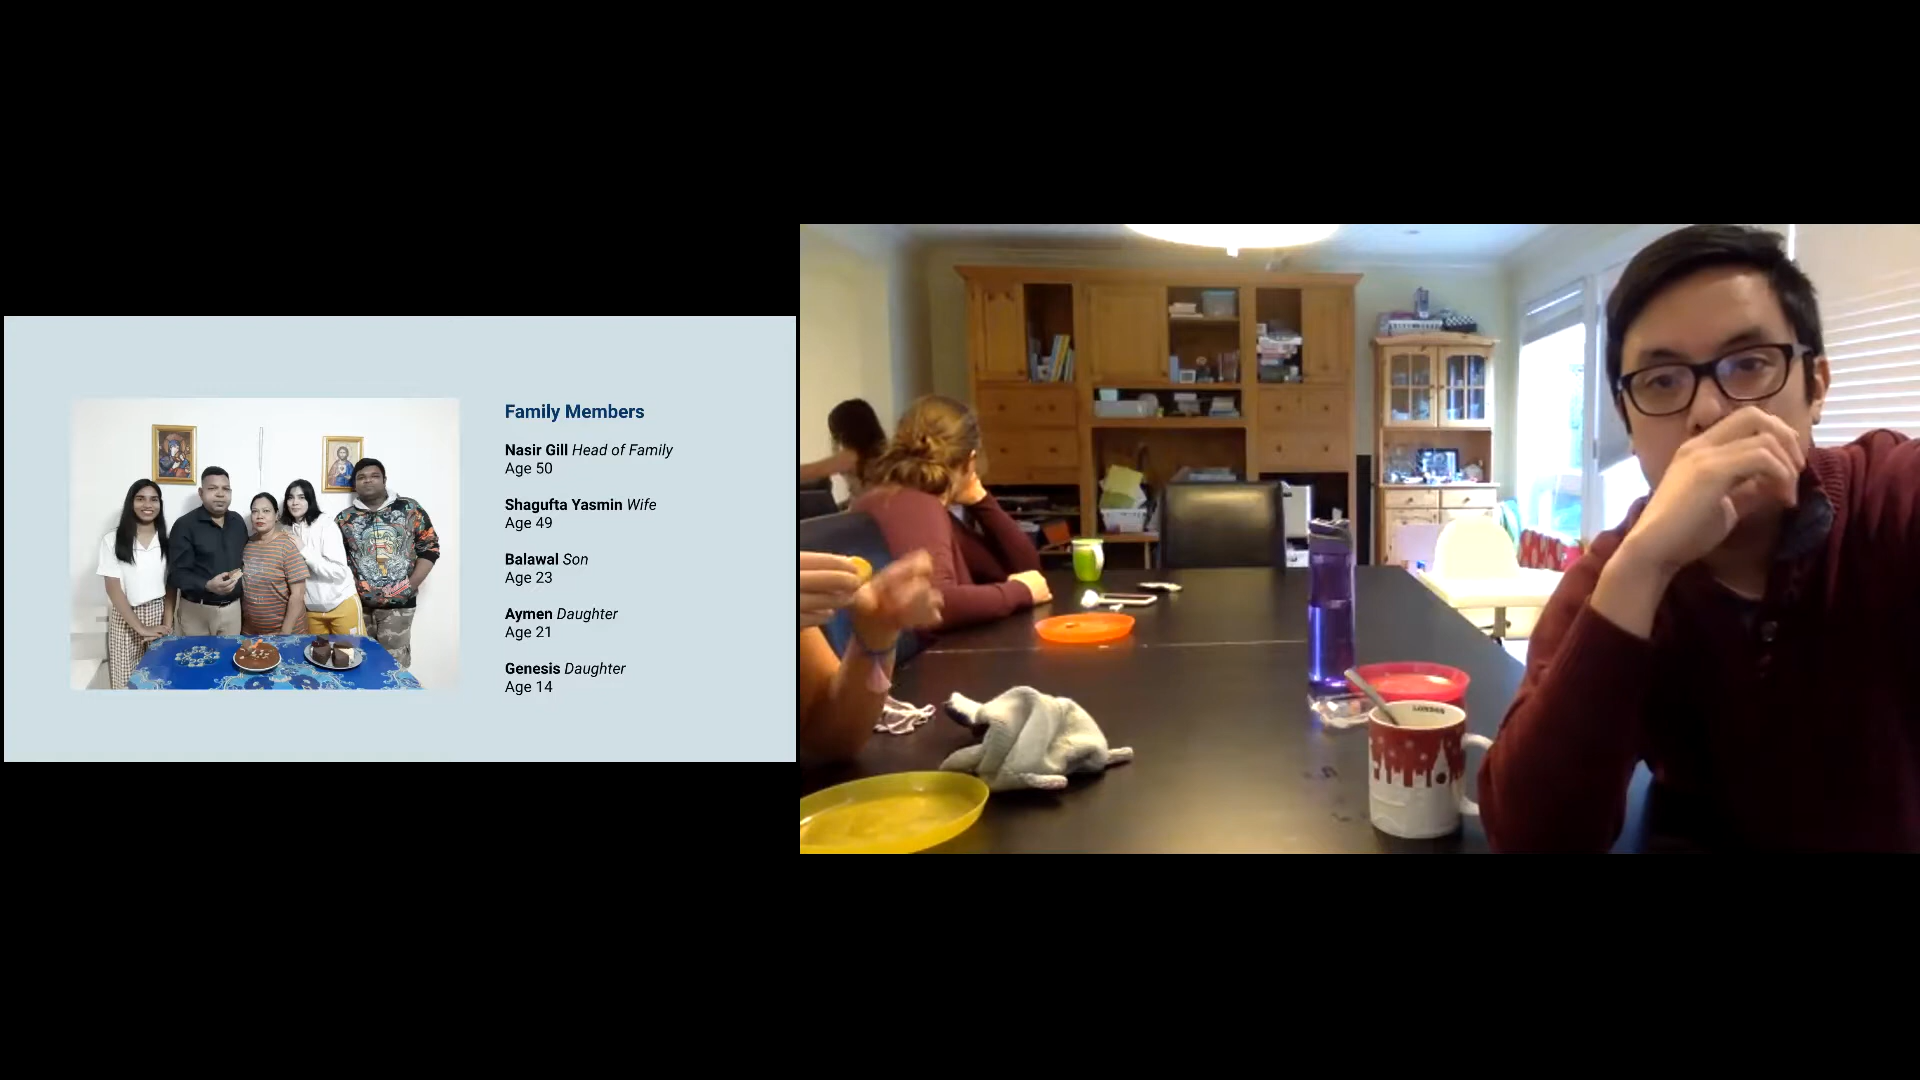 Family Members
Nasir Gill Head of Family
Age 50
Shagufta Yasmin Wife
Age 49
Balawal Son
Age 23
Aymen Daughter
Age 21
Genesis Daughter
Age 14
LONDON